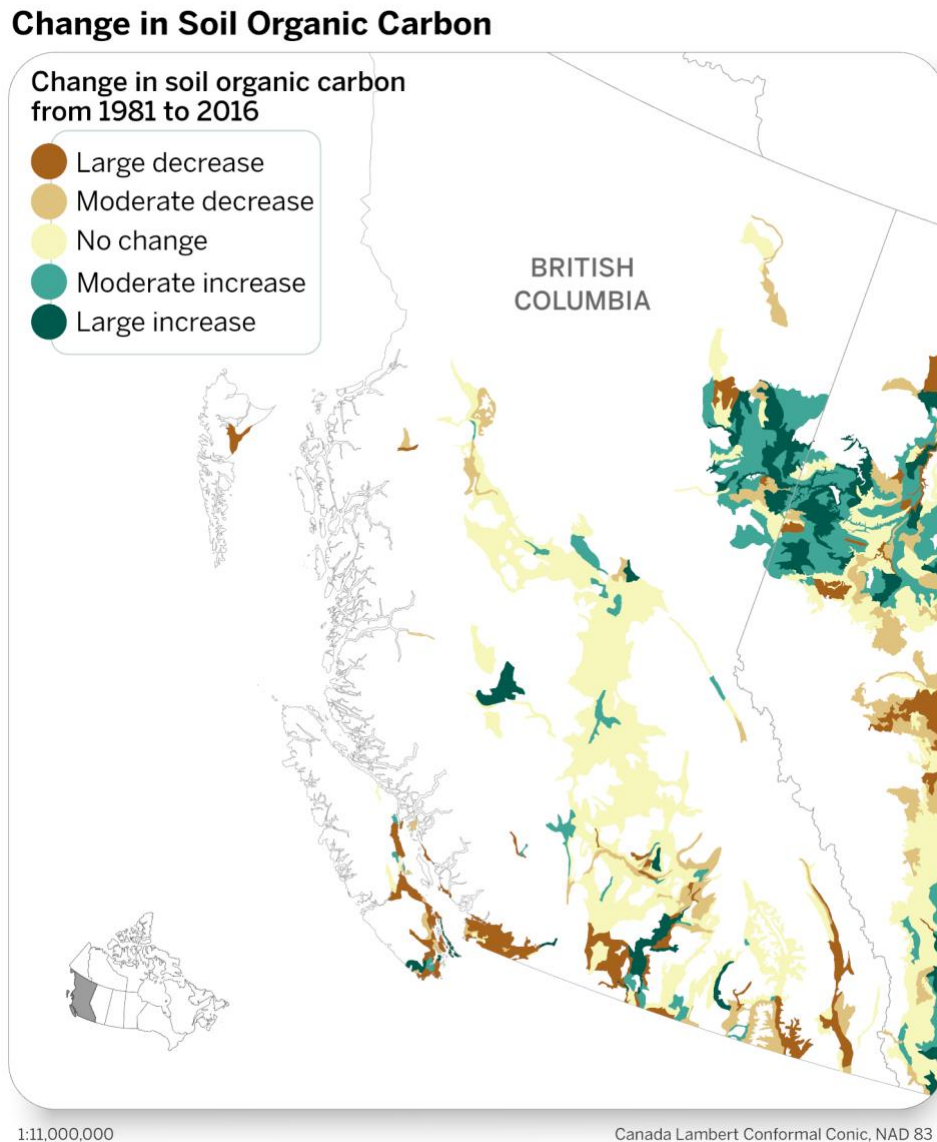 Change in Soil Organic Carbon
Change in soil organic carbon
from 1981 to 2016
Large decrease
Moderate decrease
No change
Moderate increase
Large increase
BRITISH
COLUMBIA
1:11,000,000
Canada Lambert Conformal Conic, NAD 83